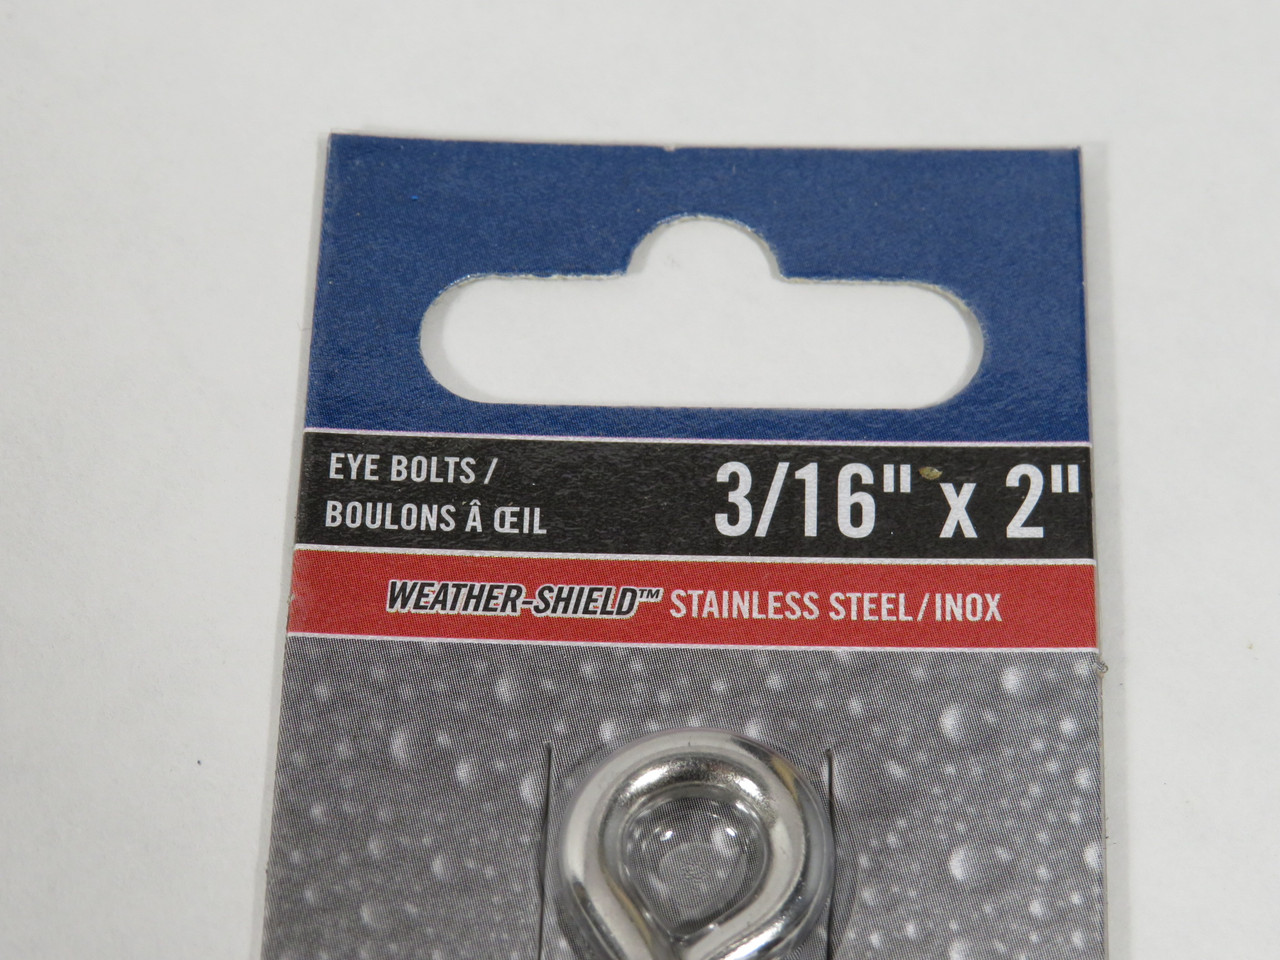 EYE BOLTS /
BOULONS Â ŒIL
3/16" x 2"
WEATHER-SHIELD™ STAINLESS STEEL/INOX